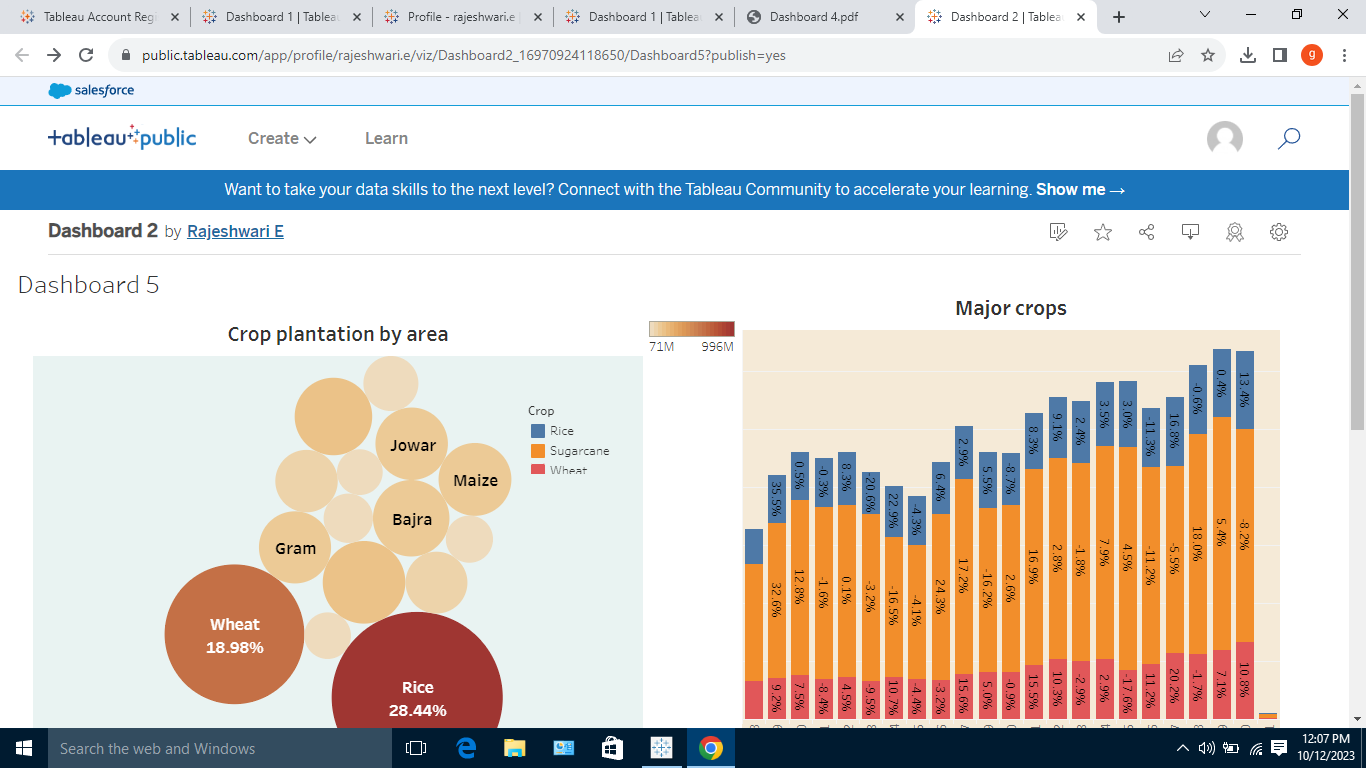 Tableau Account Regi
Dashboard 1 | Tableau
Profile - rajeshwari.e |
Dashboard 1 | Tableau
Dashboard 4.pdf
Dashboard 2 | Tablea
public.tableau.com/app/profile/rajeshwari.e/viz/Dashboard2_16970924118650/Dashboard5?publish=yes
g
salesforce
+ableau+public
Create
Learn
Want to take your data skills to the next level? Connect with the Tableau Community to accelerate your learning. Show me →
Dashboard 2 by Rajeshwari E
Dashboard 5
Crop plantation by area
71M 996M
Crop
Rice
Sugarcane
Wheat
Jowar
Maize
Bajra
Gram
Wheat
18.98%
Rice
28.44%
Major crops
35.5% 0.5% -0.3% 8.3% -20.6% 22.9% -4.3% 6.4% 2.9% 5.5% -8.7% 8.3% 9.1% 2.4% 3.5% 3.0% -11.3% 16.8% -0.6% 0.4% 13.4%
32.6% 12.8% -1.6% 0.1% -3.2% -16.5% -4.1% 24.3% 17.2% -16.2% 2.6% 16.9% 2.8% -1.8% 7.9% 4.5% -11.2% -5.5% 18.0% 5.4% -8.2%
9.2% 7.5% -8.4% 4.5% -9.5% 10.7% -4.4% -3.2% 15.6% 5.0% -0.9% 15.5% 10.3% -2.9% 2.9% -17.6% 11.2% 20.2% -1.7% 7.1% 10.8%
Search the web and Windows
12:07 PM
10/12/2023